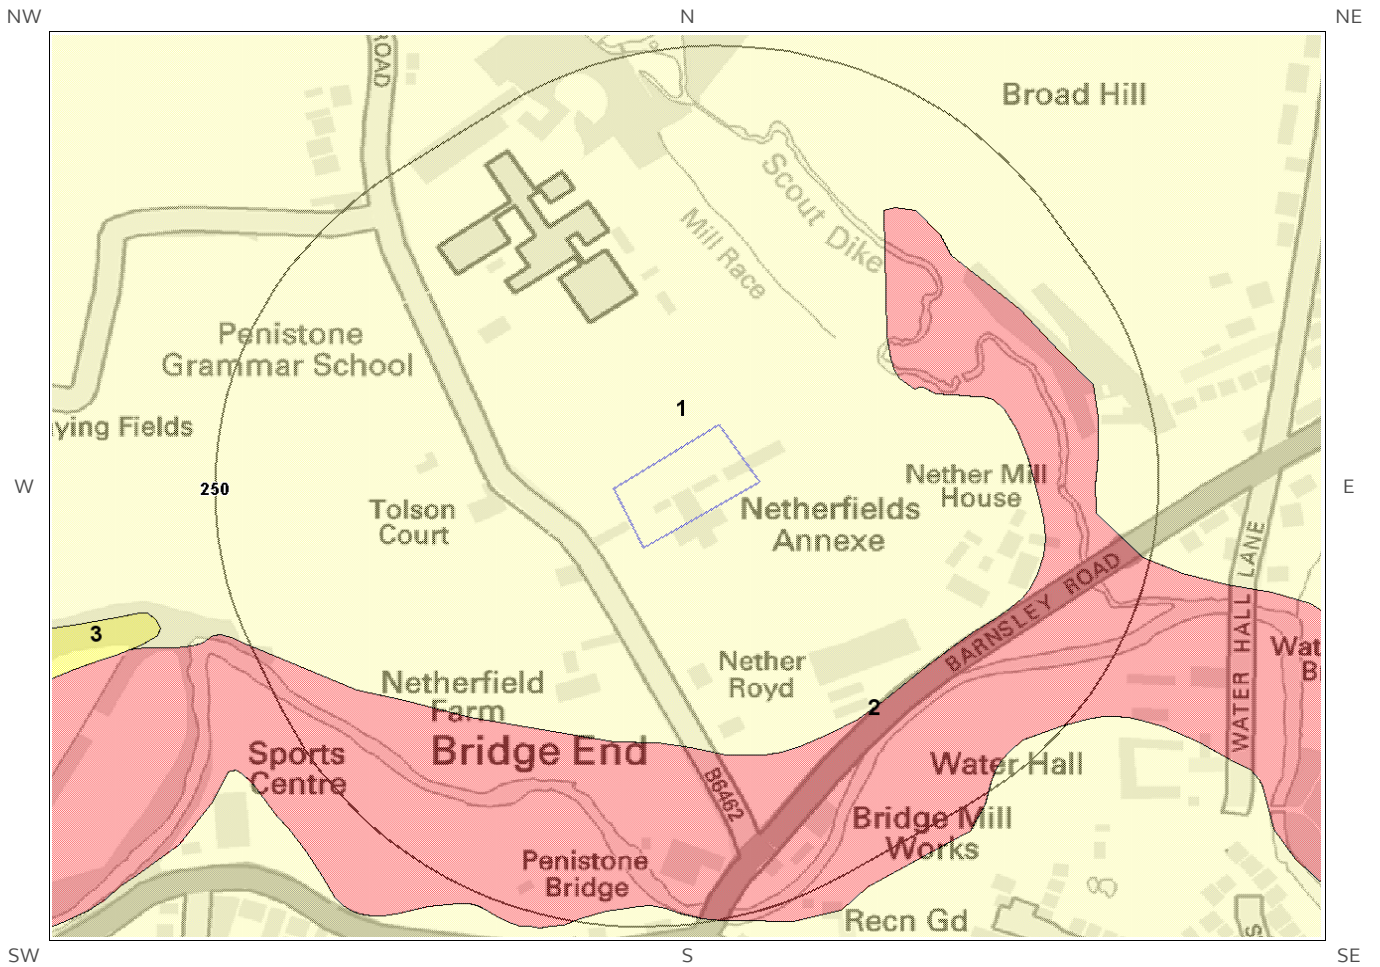 NW
N
NE
ROAD
Broad Hill
Scout Dike
Mill Race
Penistone
Grammar School
1
ying Fields
W
250
E
Nether Mill
House
Tolson
Court
Netherfields
Annexe
WATER HALL LANE
BARNSLEY ROAD
3
Nether
Royd
Wat
B
Netherfield
Farm
2
Bridge End
Sports
Centre
Water Hall
B6462
Bridge Mill
Works
Penistone
Bridge
Recn Gd
S
SW
S
SE